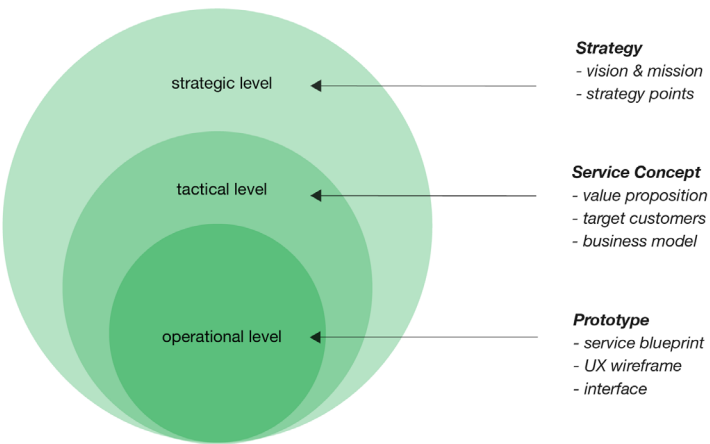 strategic level
Strategy
- vision & mission
- strategy points
tactical level
Service Concept
- value proposition
- target customers
- business model
operational level
Prototype
- service blueprint
- UX wireframe
- interface